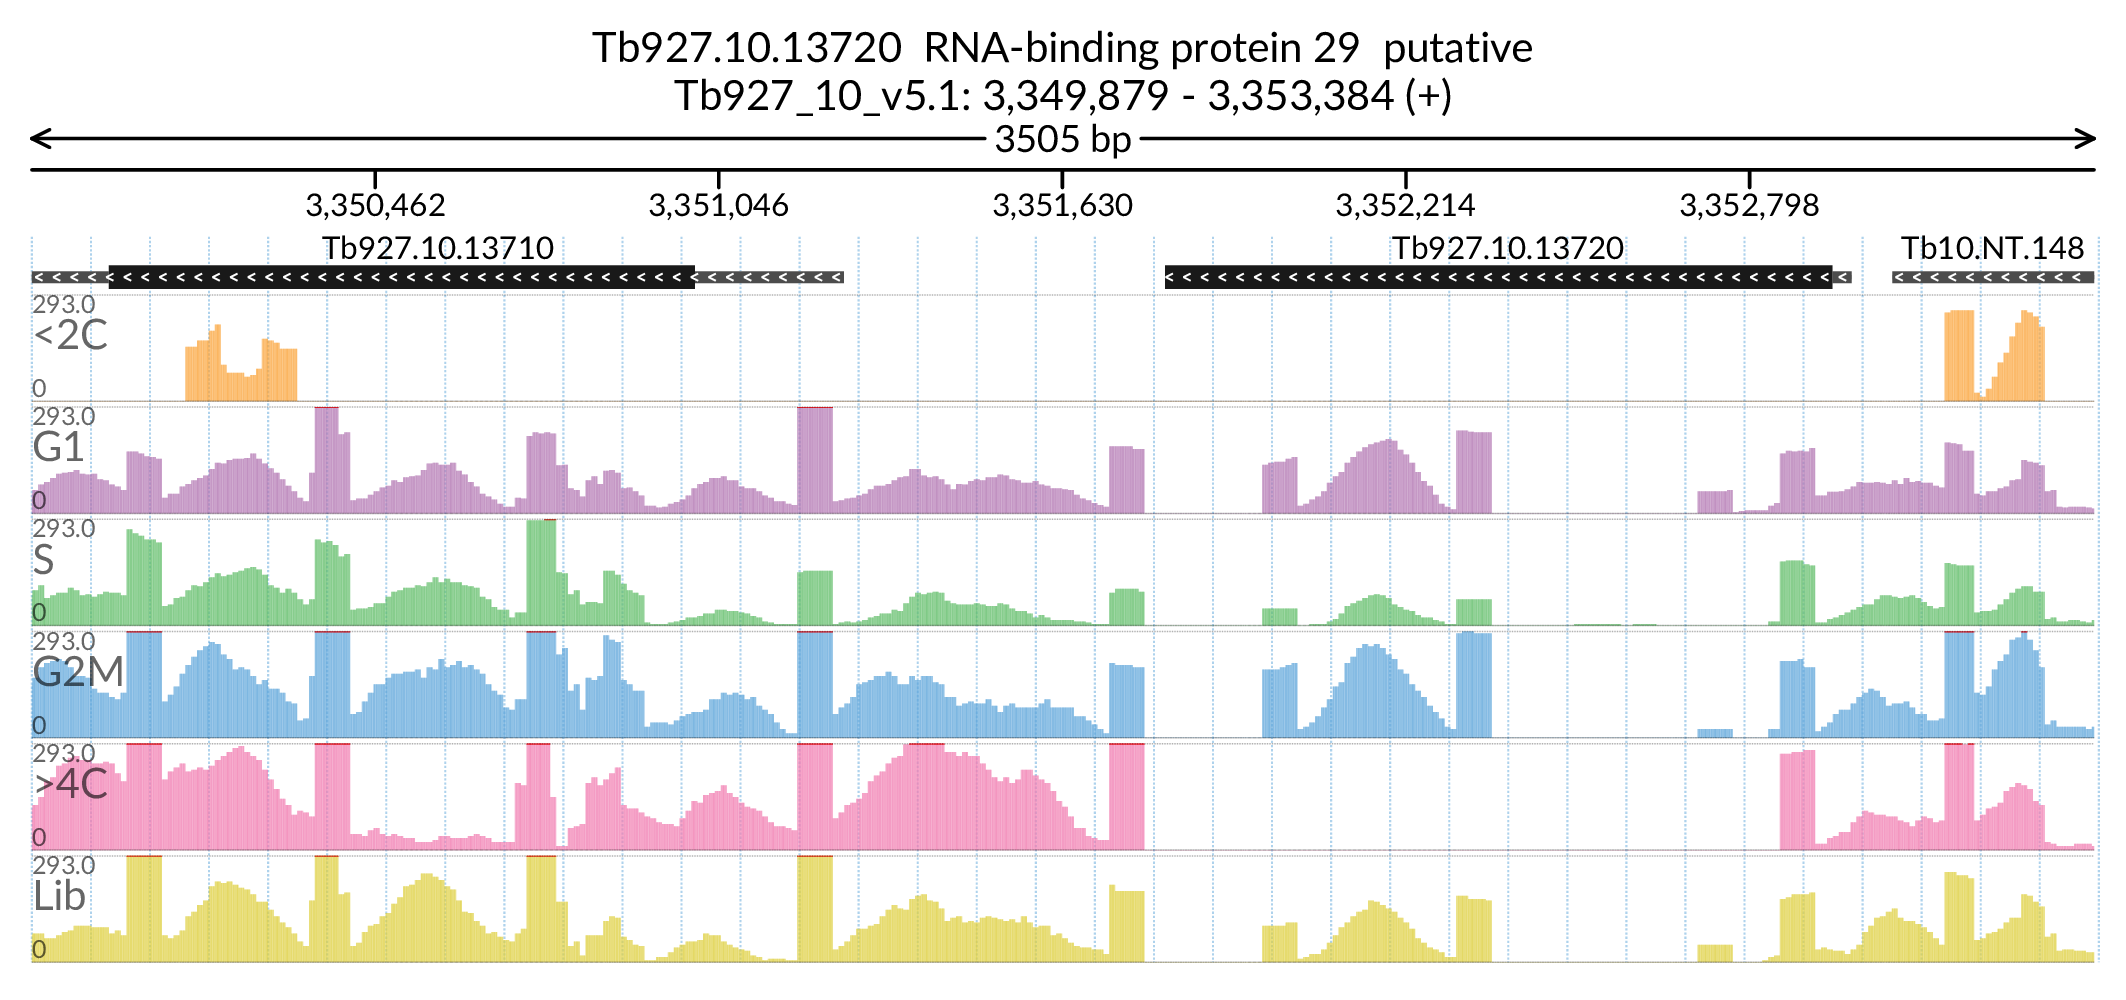 Tb927.10.13720  RNA-binding protein 29  putative
Tb927_10_v5.1: 3,349,879 - 3,353,384 (+)
3505 bp
3,350,462 3,351,046 3,351,630 3,352,214 3,352,798
Tb927.10.13710 Tb927.10.13720 Tb10.NT.148
293.0
<2C
0
293.0
G1
0
293.0
S
0
293.0
G2M
0
293.0
>4C
0
293.0
Lib
0